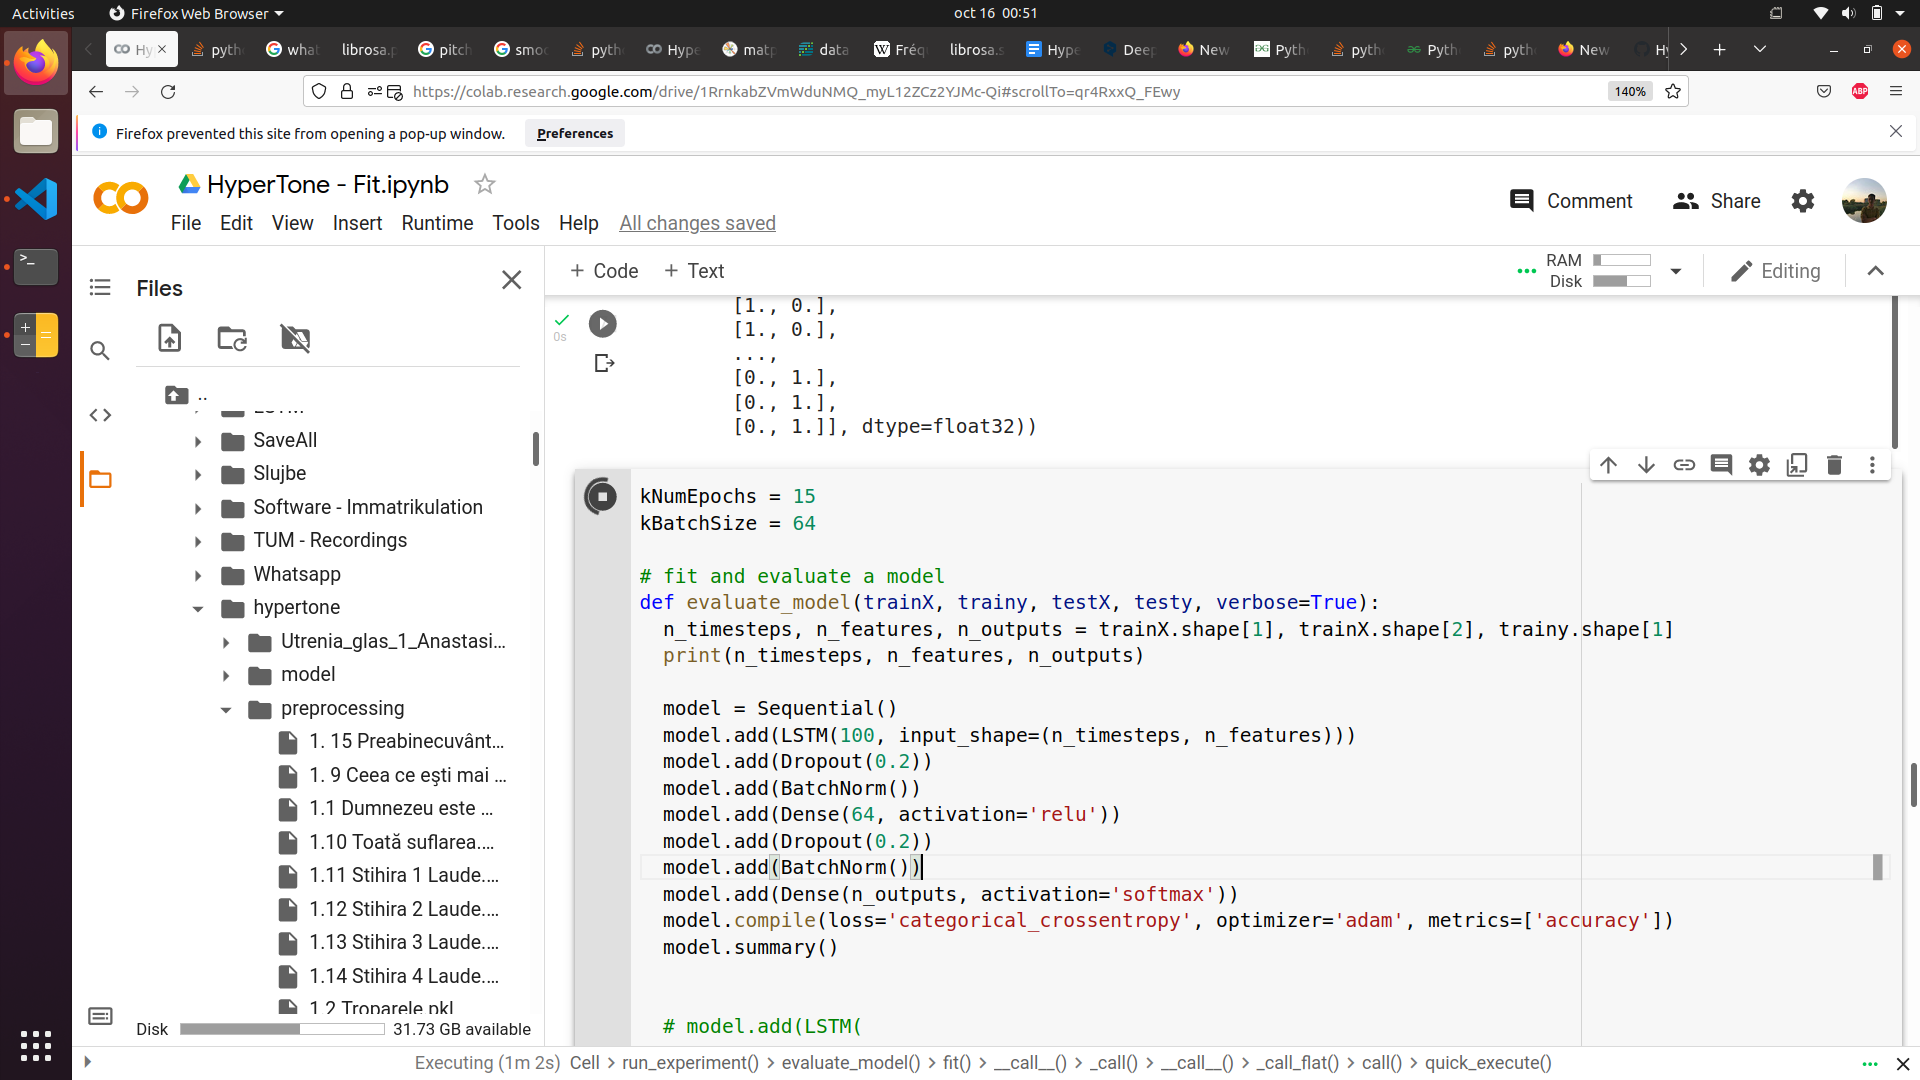 Activities Firefox Web Browser oct 16 00:51
Hy pyth what librosa.p pitch smoo pyth Hype matp data Fréq librosa.s Hype Deep New Pyth pyth Pyth pyth New Hy
https://colab.research.google.com/drive/1RrnkabZVmWduNMQ_myL12ZCz2YJMc-Qi#scrollTo=qr4RxxQ_FEwy 140% ABP
Firefox prevented this site from opening a pop-up window. Preferences
HyperTone - Fit.ipynb
Comment Share
File Edit View Insert Runtime Tools Help All changes saved
Files
+ Code + Text
RAM
Disk
Editing
..
SaveAll
Slujbe
Software - Immatrikulation
TUM - Recordings
Whatsapp
hypertone
Utrenia_glas_1_Anastasi...
model
preprocessing
1. 15 Preabinecuvânt...
1. 9 Ceea ce eşti mai ...
1.1 Dumnezeu este ...
1.10 Toată suflarea....
1.11 Stihira 1 Laude....
1.12 Stihira 2 Laude....
1.13 Stihira 3 Laude....
1.14 Stihira 4 Laude....
1.2 Troparele.pkl
Disk 31.73 GB available
0s
[1., 0.],
[1., 0.],
...,
[0., 1.],
[0., 1.],
[0., 1.]], dtype=float32))
kNumEpochs = 15
kBatchSize = 64
# fit and evaluate a model
def evaluate_model(trainX, trainy, testX, testy, verbose=True):
n_timesteps, n_features, n_outputs = trainX.shape[1], trainX.shape[2], trainy.shape[1]
print(n_timesteps, n_features, n_outputs)
model = Sequential()
model.add(LSTM(100, input_shape=(n_timesteps, n_features)))
model.add(Dropout(0.2))
model.add(BatchNorm())
model.add(Dense(64, activation='relu'))
model.add(Dropout(0.2))
model.add(BatchNorm())
model.add(Dense(n_outputs, activation='softmax'))
model.compile(loss='categorical_crossentropy', optimizer='adam', metrics=['accuracy'])
model.summary()
# model.add(LSTM(
Executing (1m 2s) Cell > run_experiment() > evaluate_model() > fit() > __call__() > _call() > __call__() > _call_flat() > call() > quick_execute()